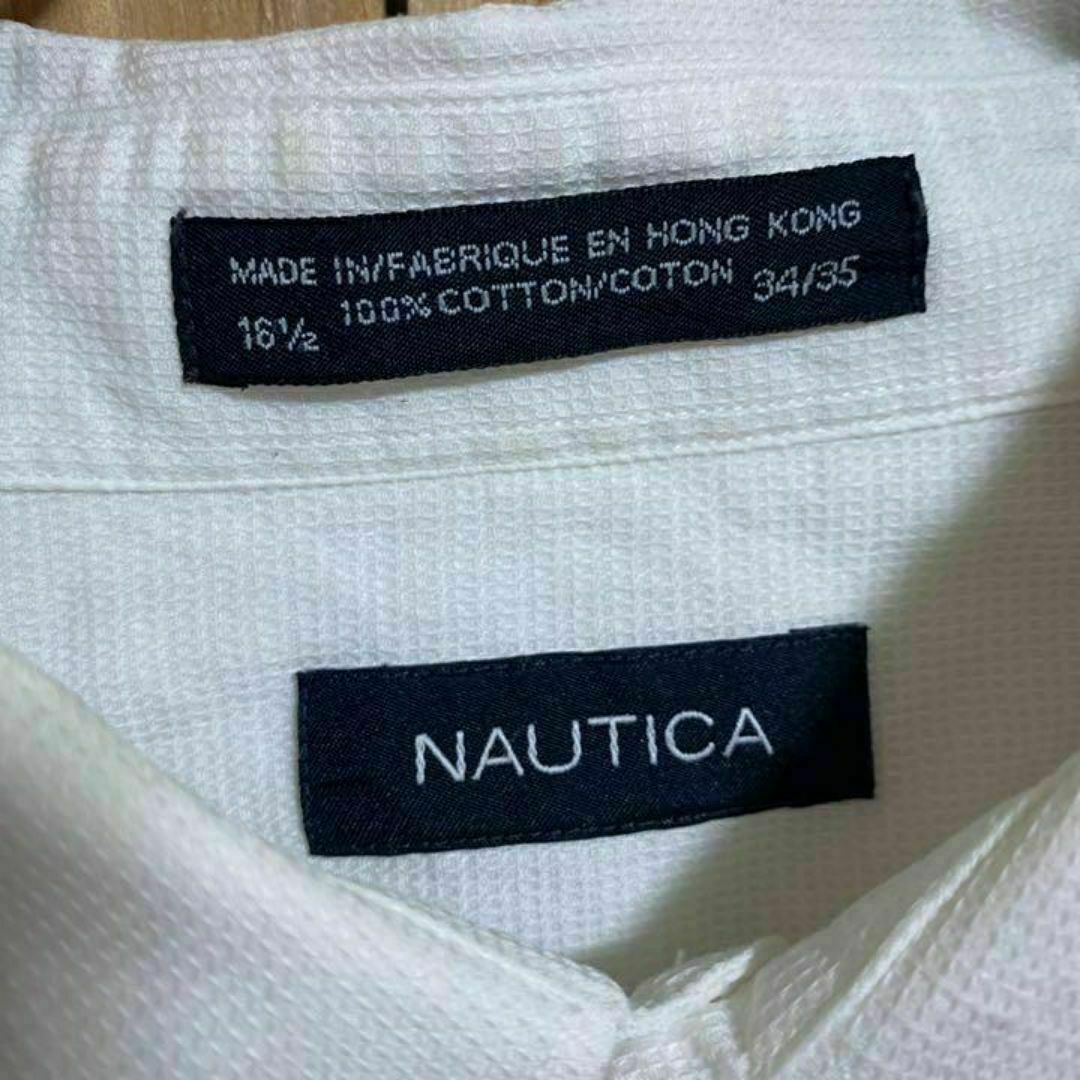 MADE IN/FABRIQUE EN HONG KONG
16½ 100% COTTON/COTON 34/35
NAUTICA